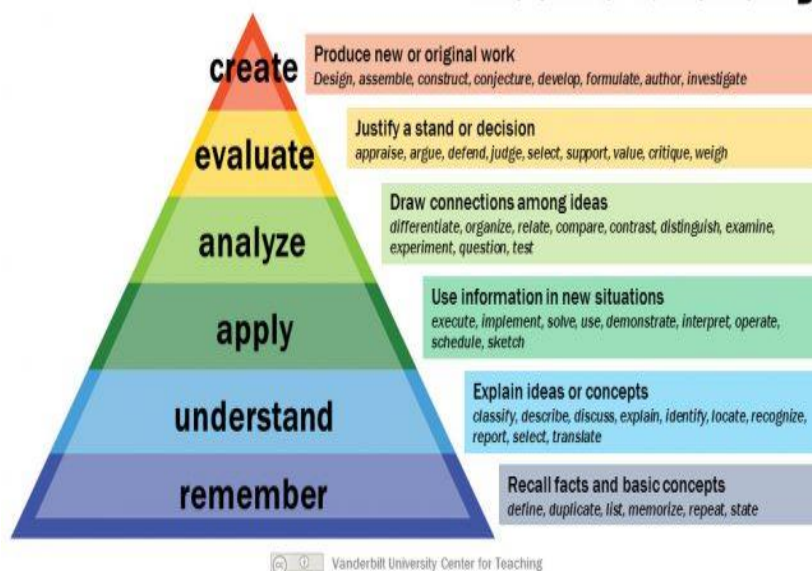 create
Produce new or original work
Design, assemble, construct, conjecture, develop, formulate, author, investigate
evaluate
Justify a stand or decision
appraise, argue, defend, judge, select, support, value, critique, weigh
analyze
Draw connections among ideas
differentiate, organize, relate, compare, contrast, distinguish, examine,
experiment, question, test
apply
Use information in new situations
execute, implement, solve, use, demonstrate, interpret, operate,
schedule, sketch
understand
Explain ideas or concepts
classify, describe, discuss, explain, identify, locate, recognize,
report, select, translate
remember
Recall facts and basic concepts
define, duplicate, list, memorize, repeat, state
cc Vanderbilt University Center for Teaching